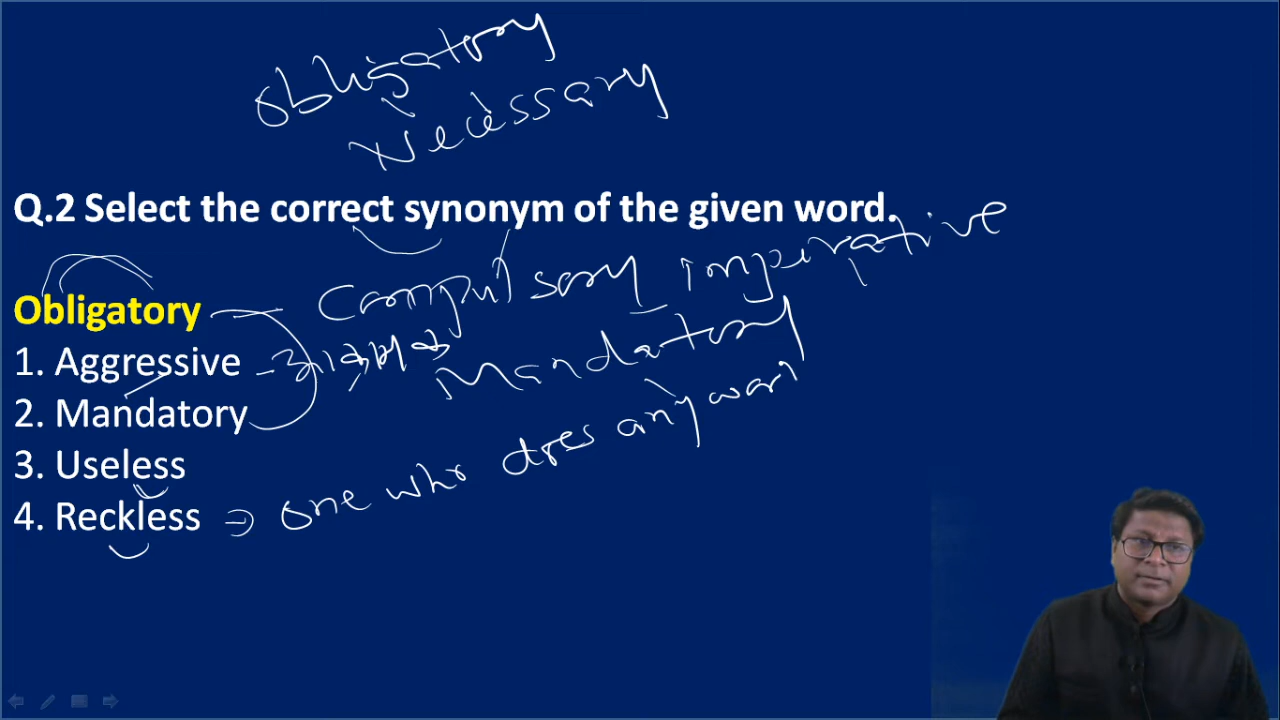 Obligatory
Necessary
Q.2 Select the correct synonym of the given word.
Obligatory
Compulsory Imperative
1. Aggressive
Mandatory
2. Mandatory
3. Useless
4. Reckless ⇒ one who does any